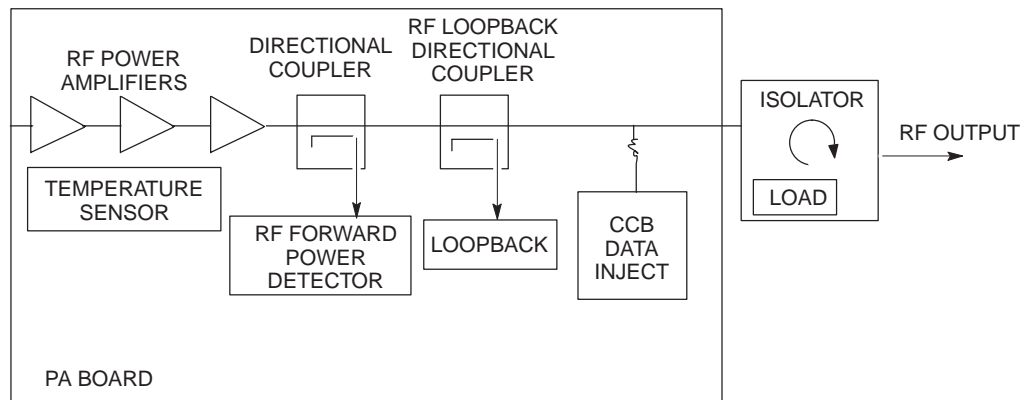 RF POWER
AMPLIFIERS
DIRECTIONAL
COUPLER
RF LOOPBACK
DIRECTIONAL
COUPLER
ISOLATOR
LOAD
RF OUTPUT
TEMPERATURE
SENSOR
RF FORWARD
POWER
DETECTOR
LOOPBACK
CCB
DATA
INJECT
PA BOARD